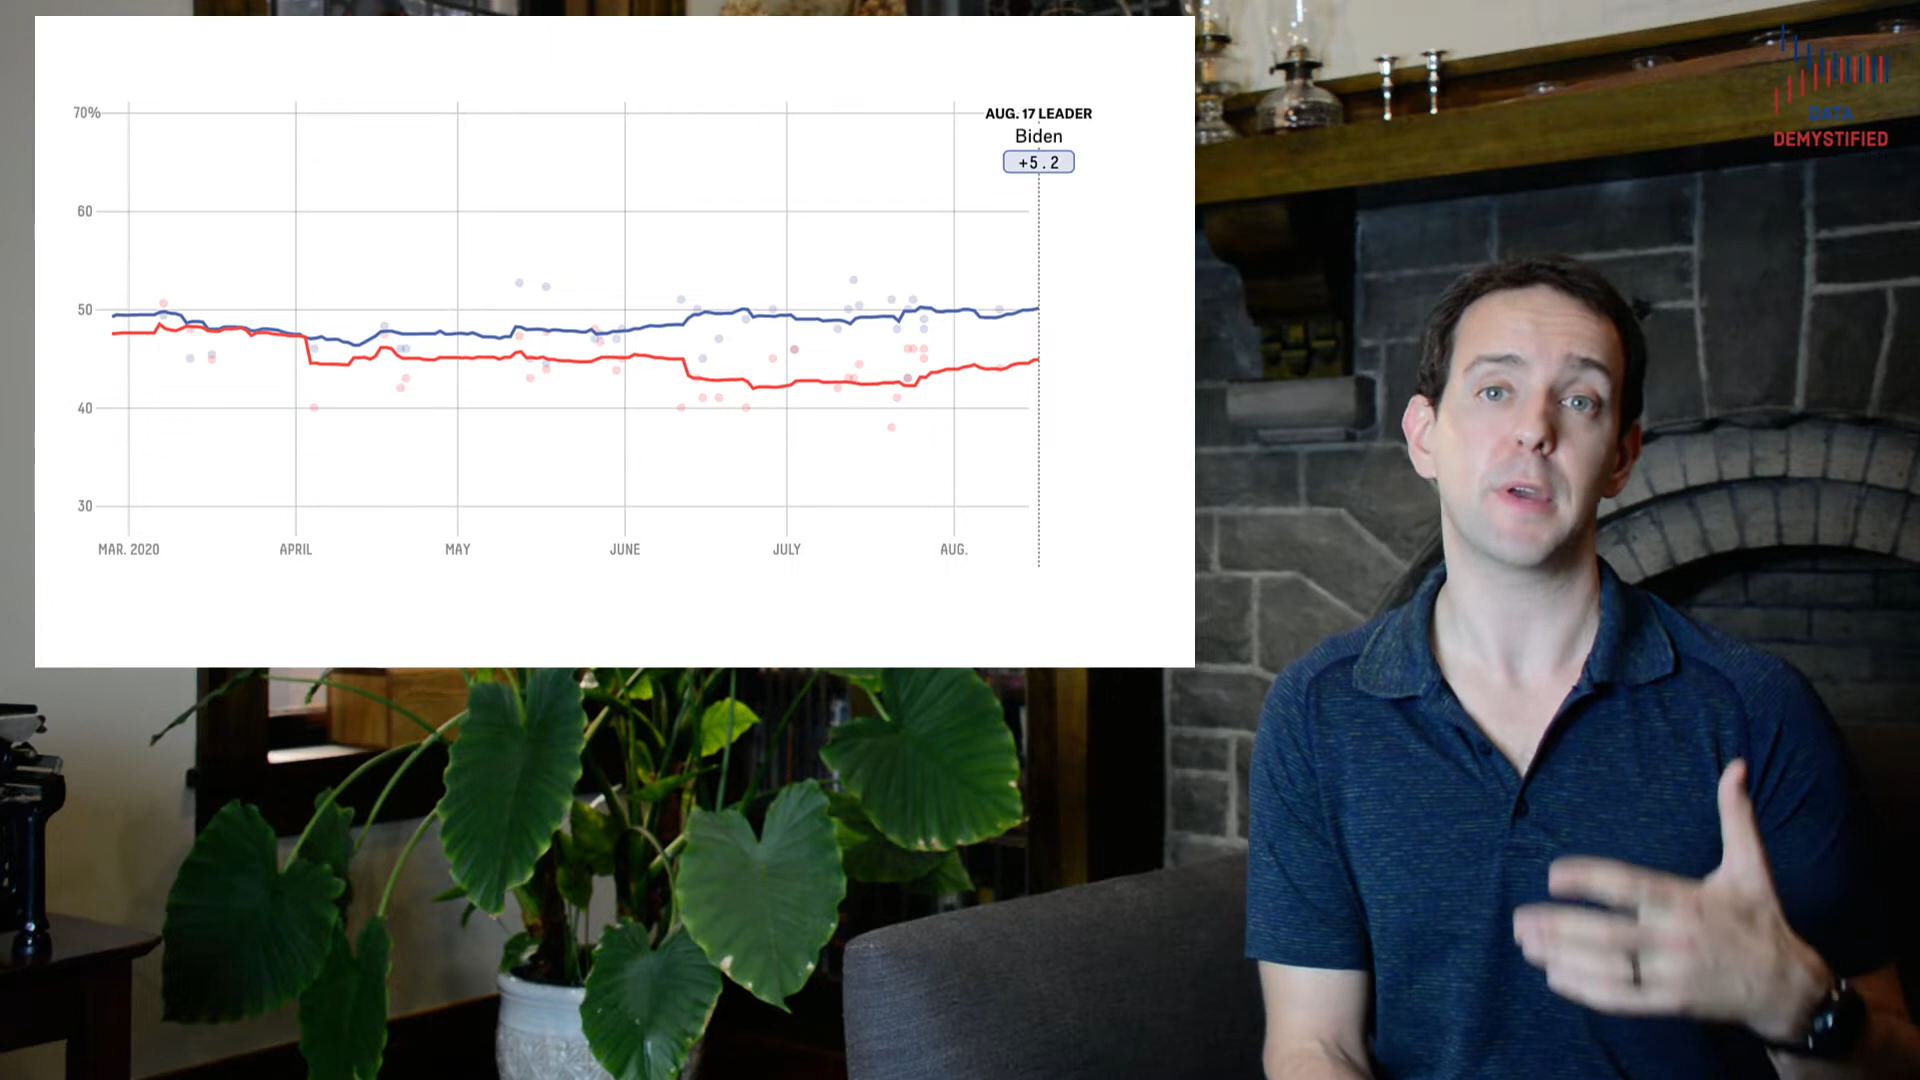 70%
60
50
40
30
AUG. 17 LEADER
Biden
+5.2
MAR. 2020
APRIL
MAY
JUNE
JULY
AUG.
DATA
DEMYSTIFIED